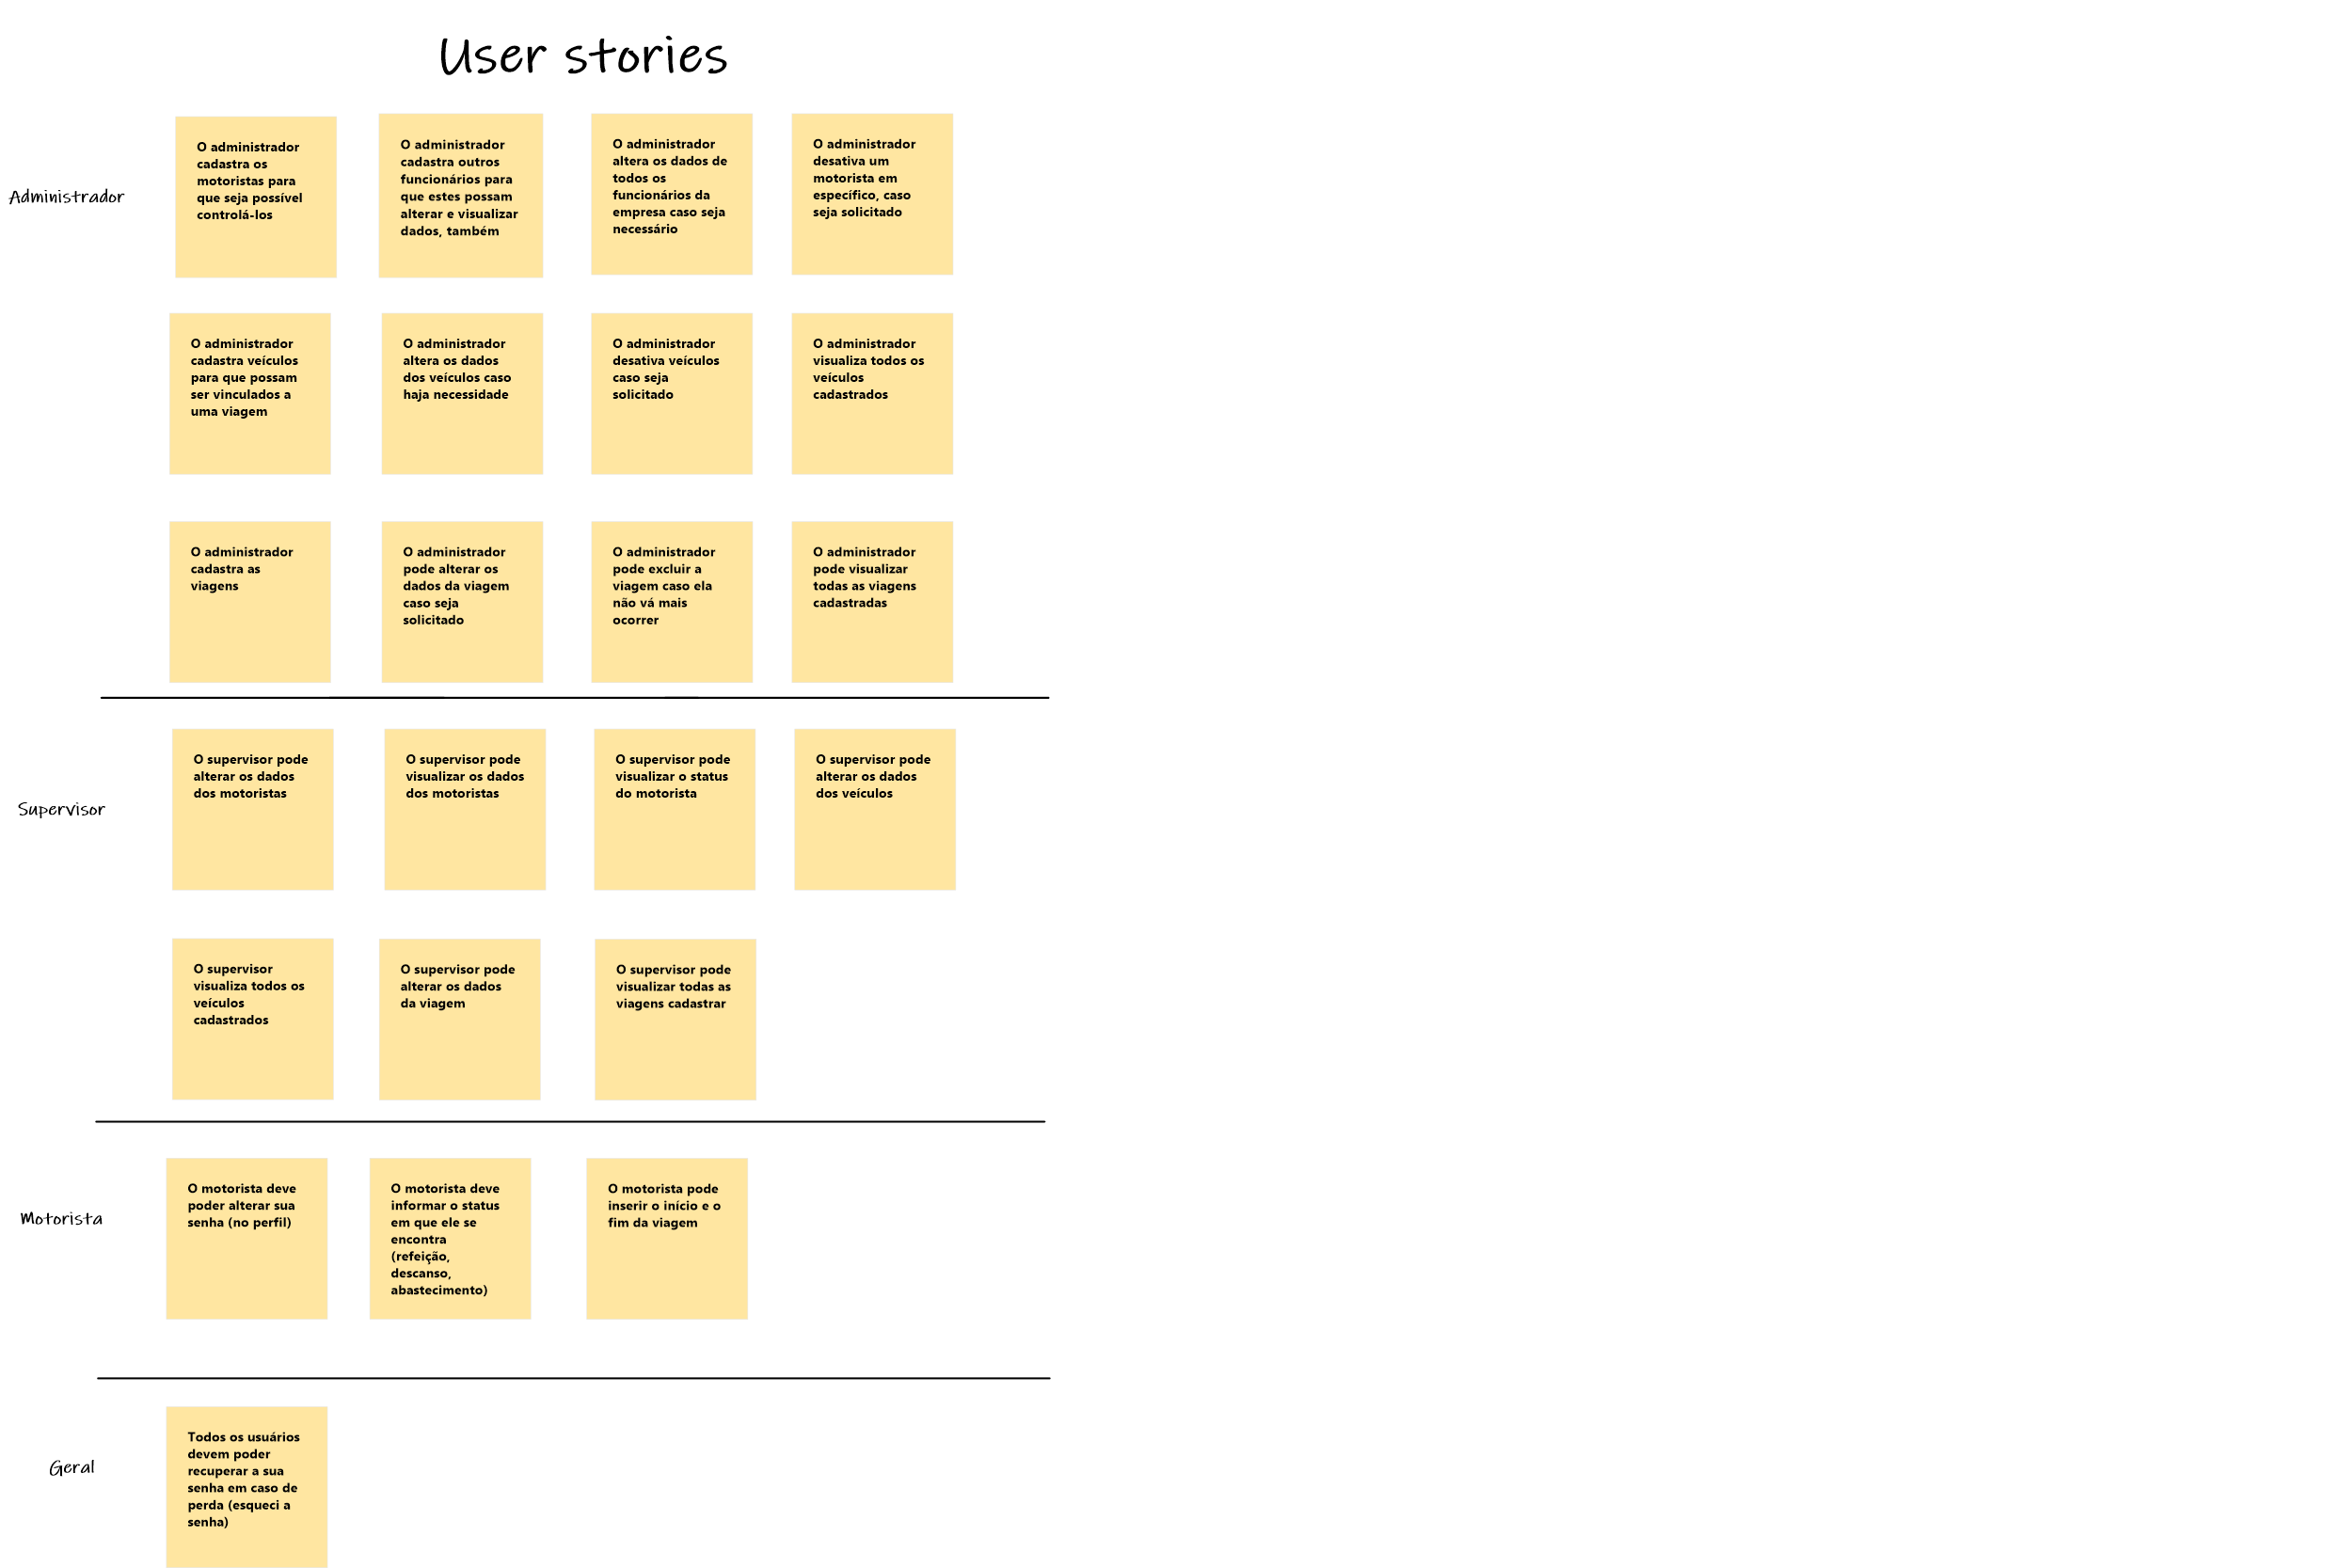 User stories
Administrador
O administrador
cadastra os
motoristas para
que seja possível
controlá-los
O administrador
cadastra outros
funcionários para
que estes possam
alterar e visualizar
dados, também
O administrador
altera os dados de
todos os
funcionários da
empresa caso seja
necessário
O administrador
desativa um
motorista em
específico, caso
seja solicitado
O administrador
cadastra veículos
para que possam
ser vinculados a
uma viagem
O administrador
altera os dados
dos veículos caso
haja necessidade
O administrador
desativa veículos
caso seja
solicitado
O administrador
visualiza todos os
veículos
cadastrados
O administrador
cadastra as
viagens
O administrador
pode alterar os
dados da viagem
caso seja
solicitado
O administrador
pode excluir a
viagem caso ela
não vá mais
ocorrer
O administrador
pode visualizar
todas as viagens
cadastradas
Supervisor
O supervisor pode
alterar os dados
dos motoristas
O supervisor pode
visualizar os dados
dos motoristas
O supervisor pode
visualizar o status
do motorista
O supervisor pode
alterar os dados
dos veículos
O supervisor
visualiza todos os
veículos
cadastrados
O supervisor pode
alterar os dados
da viagem
O supervisor pode
visualizar todas as
viagens cadastrar
Motorista
O motorista deve
poder alterar sua
senha (no perfil)
O motorista deve
informar o status
em que ele se
encontra
(refeição,
descanso,
abastecimento)
O motorista pode
inserir o início e o
fim da viagem
Geral
Todos os usuários
devem poder
recuperar a sua
senha em caso de
perda (esqueci a
senha)